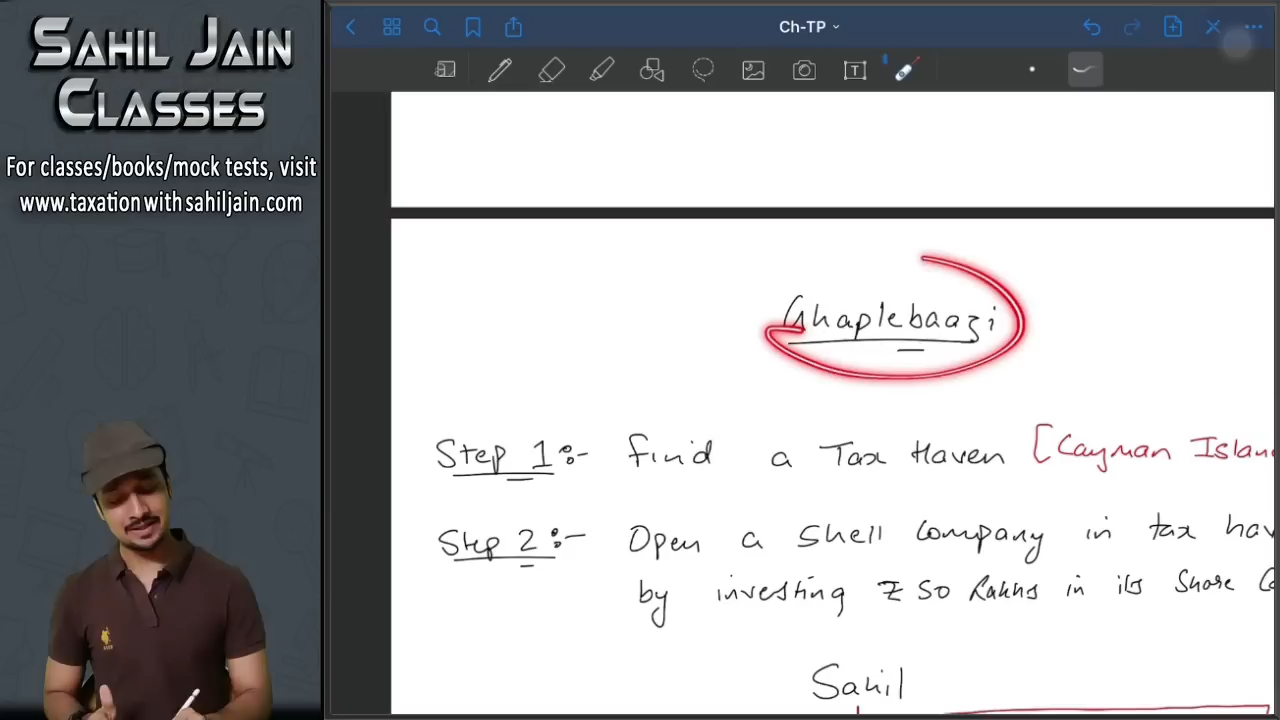 SAHIL JAIN
CLASSES
For classes/books/mock tests, visit
www.taxationwithsahiljain.com
Ch-TP
T
Ghaplebaazi
Step 1:- Find a Tax Haven [Cayman Islan
Step 2:- Open a Shell company in tax hav
by investing ₹ 50 Lakhs in its Share
Sahil